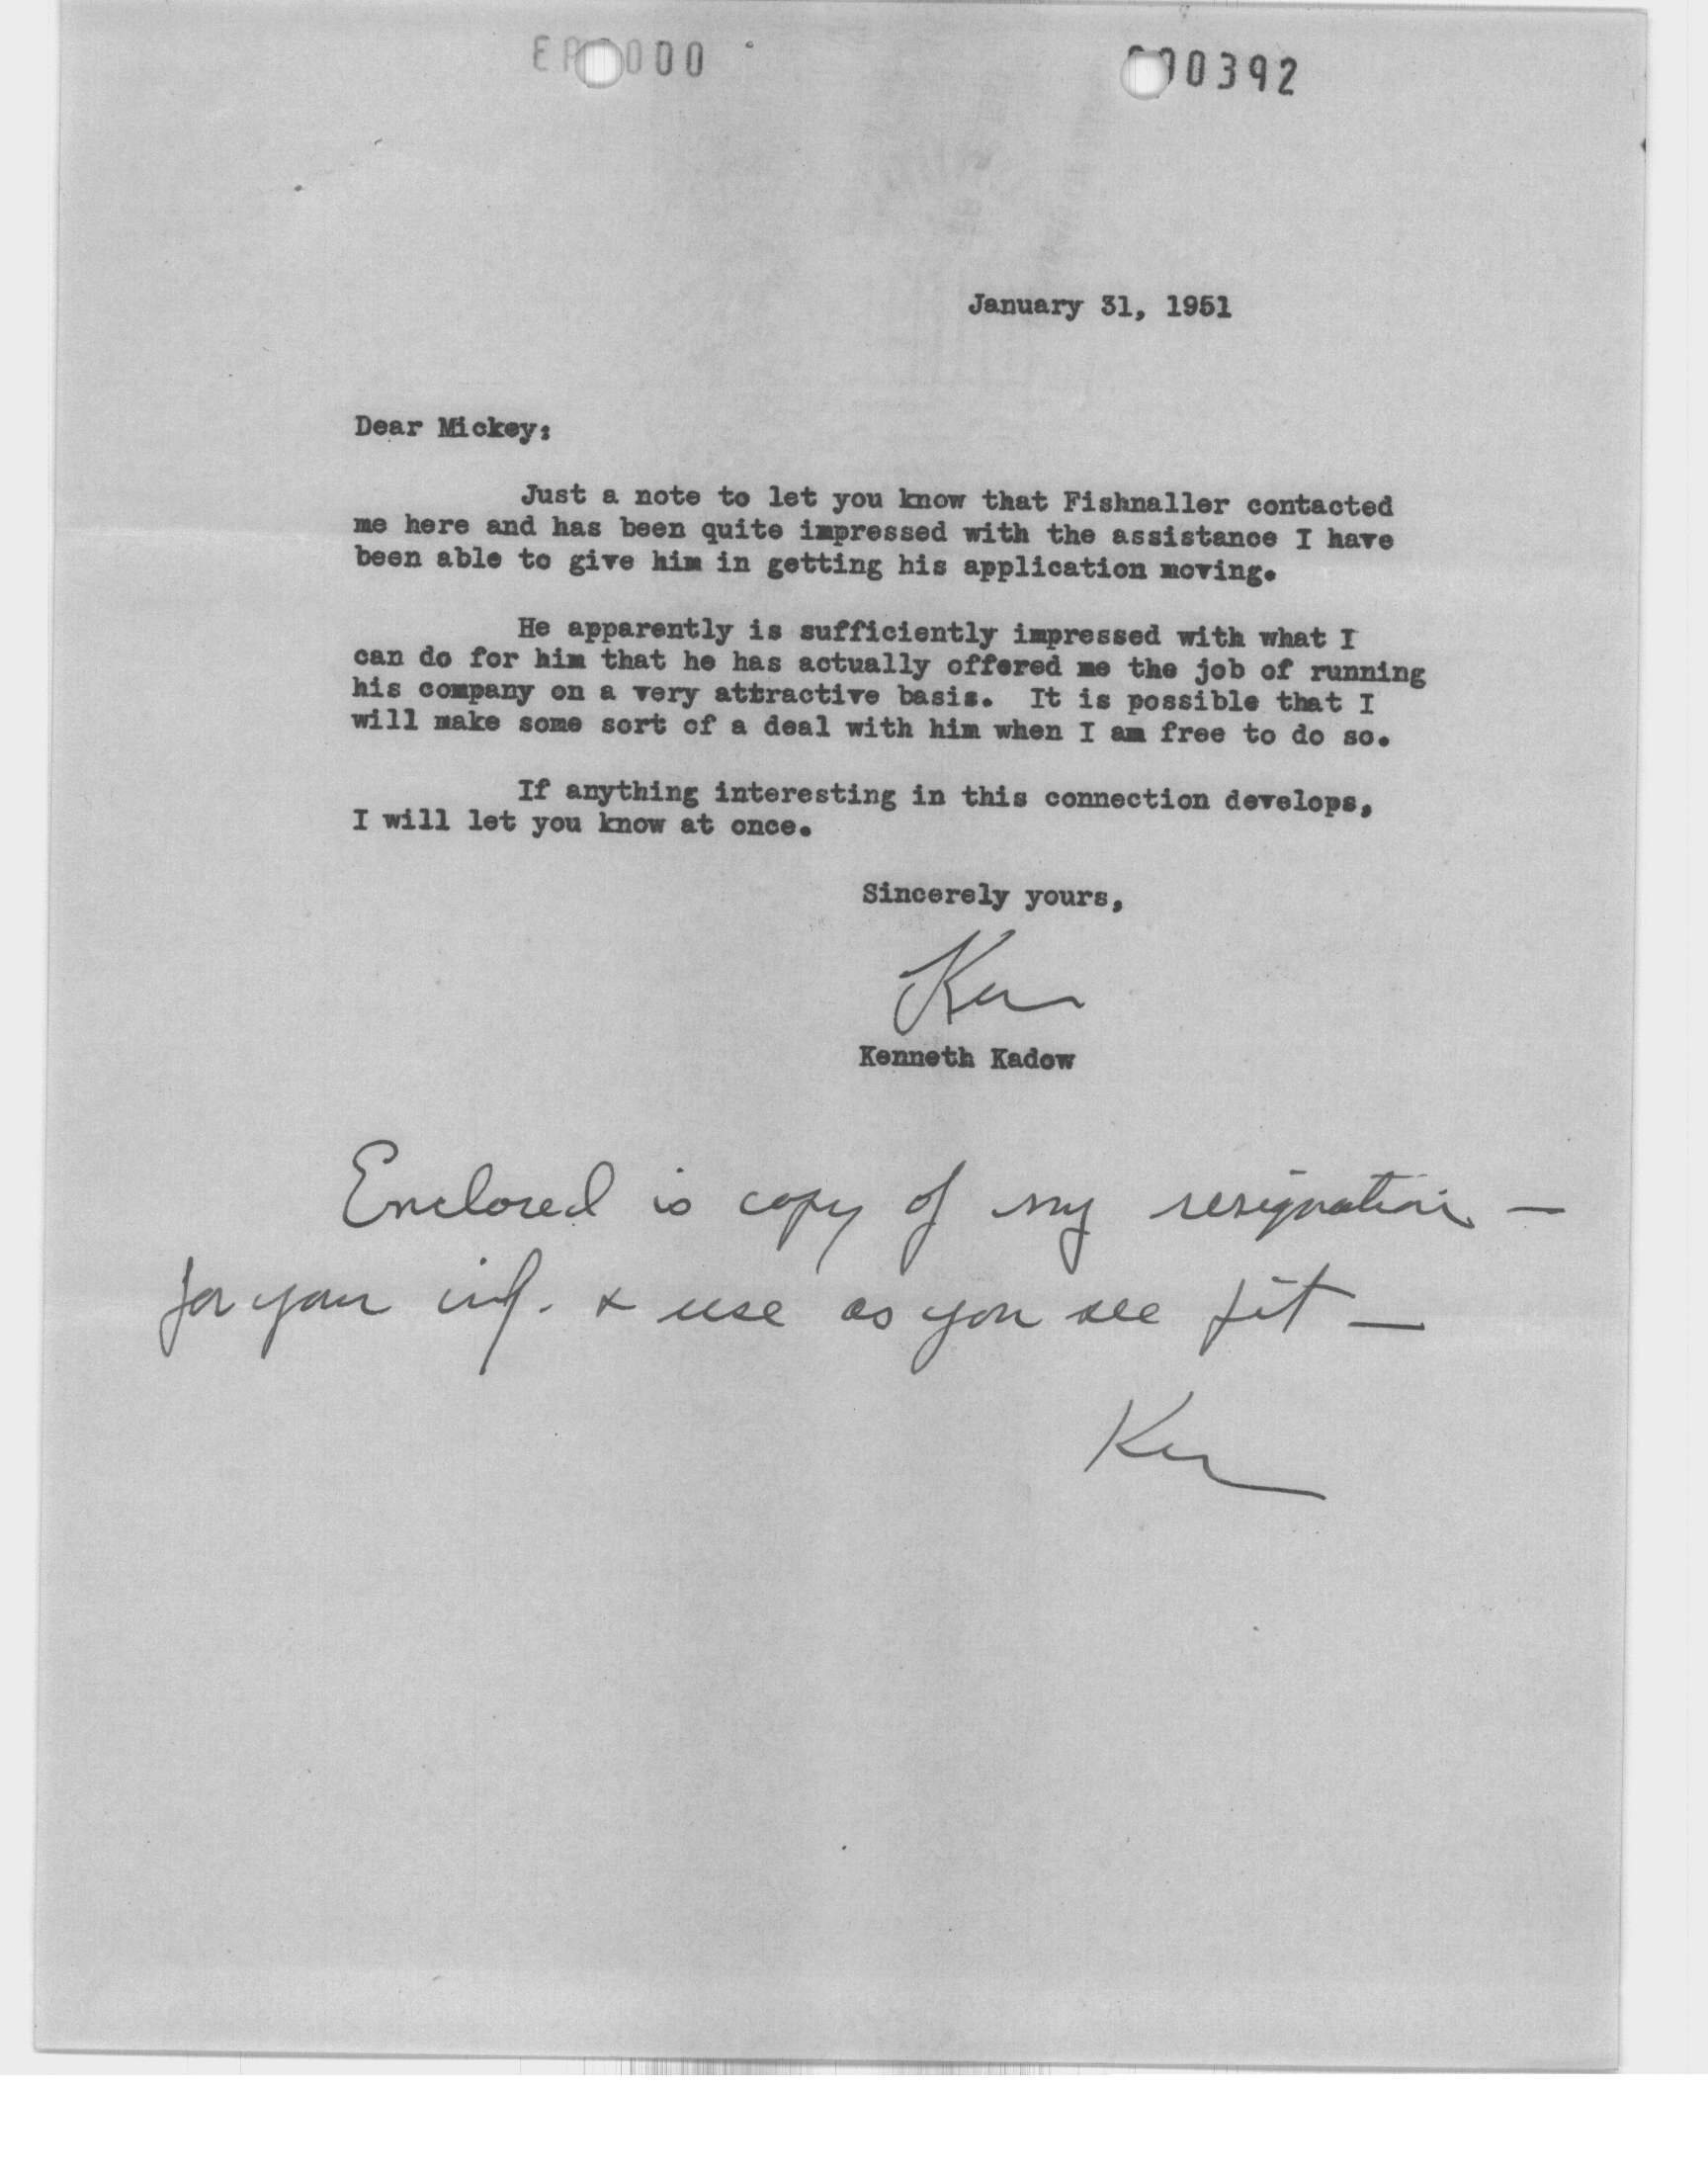 000
00392
January 31, 1951
Dear Mickey:
Just a note to let you know that Fishnaller contacted
me here and has been quite impressed with the assistance I have
been able to give him in getting his application moving.
He apparently is sufficiently impressed with what I
can do for him that he has actually offered me the job of running
his company on a very attractive basis. It is possible that I
will make some sort of a deal with him when I am free to do so.
If anything interesting in this connection develops,
I will let you know at once.
Sincerely yours,
Ken
Kenneth Kadow
Enclosed is copy of my resignation —
for your inf. & use as you see fit —
Ken